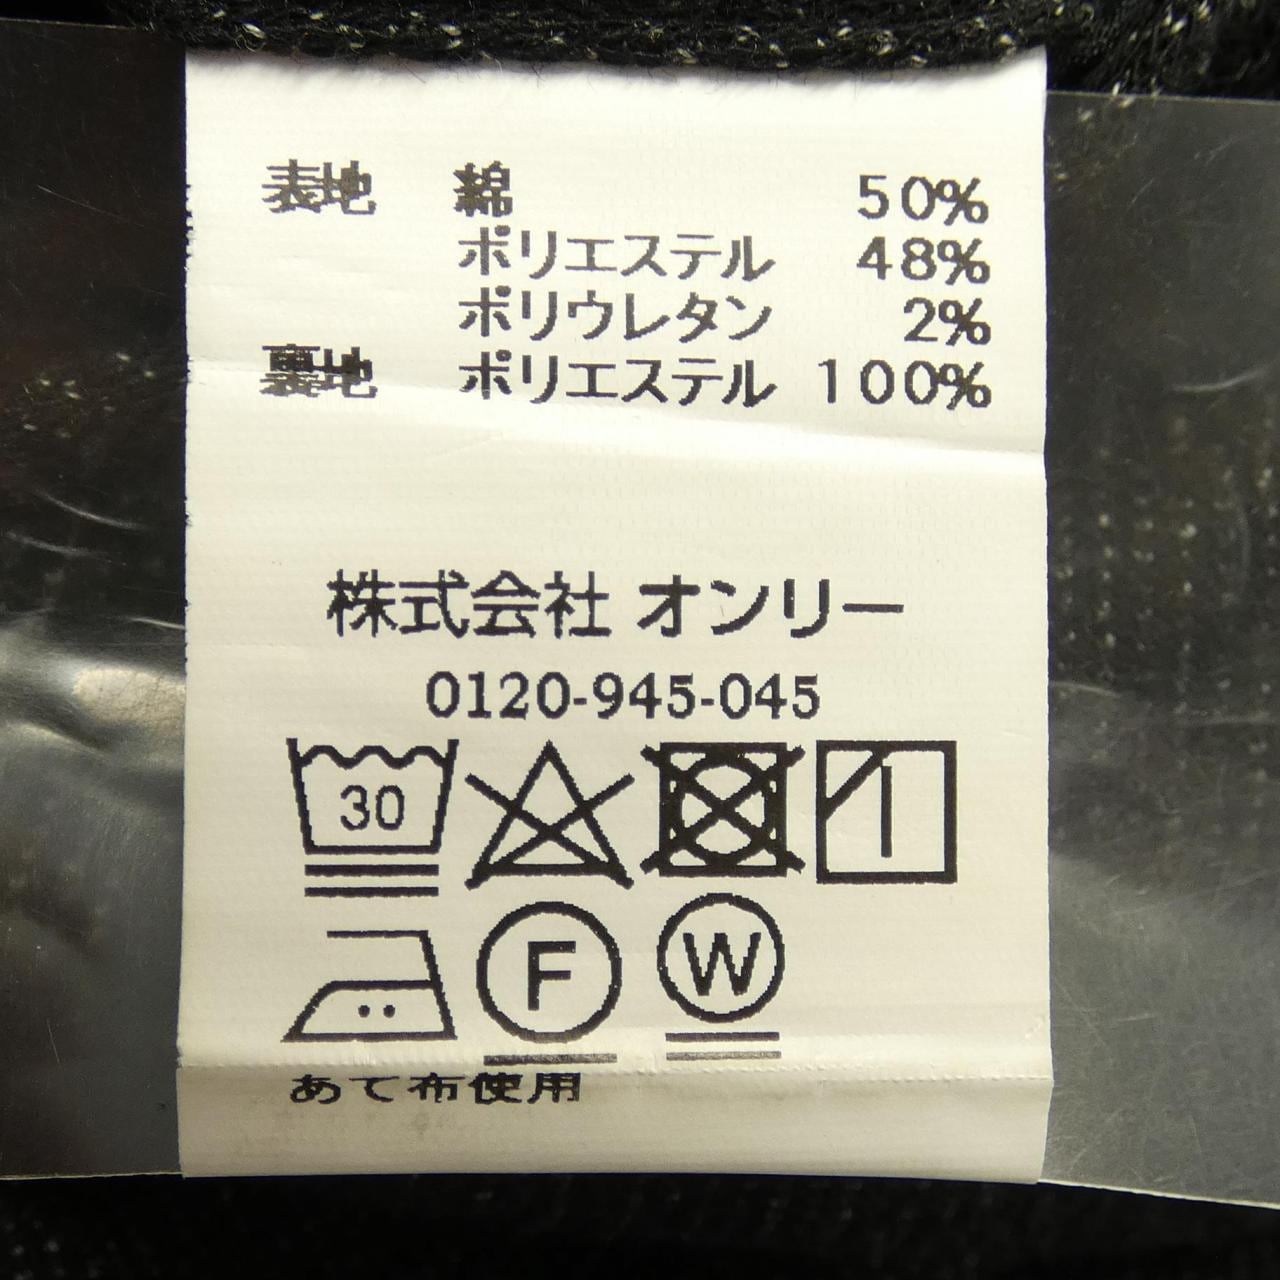 表地 綿 50%
ポリエステル 48%
ポリウレタン 2%
裏地 ポリエステル 100%
株式会社 オンリー
0120-945-045
30
F W
あて布使用